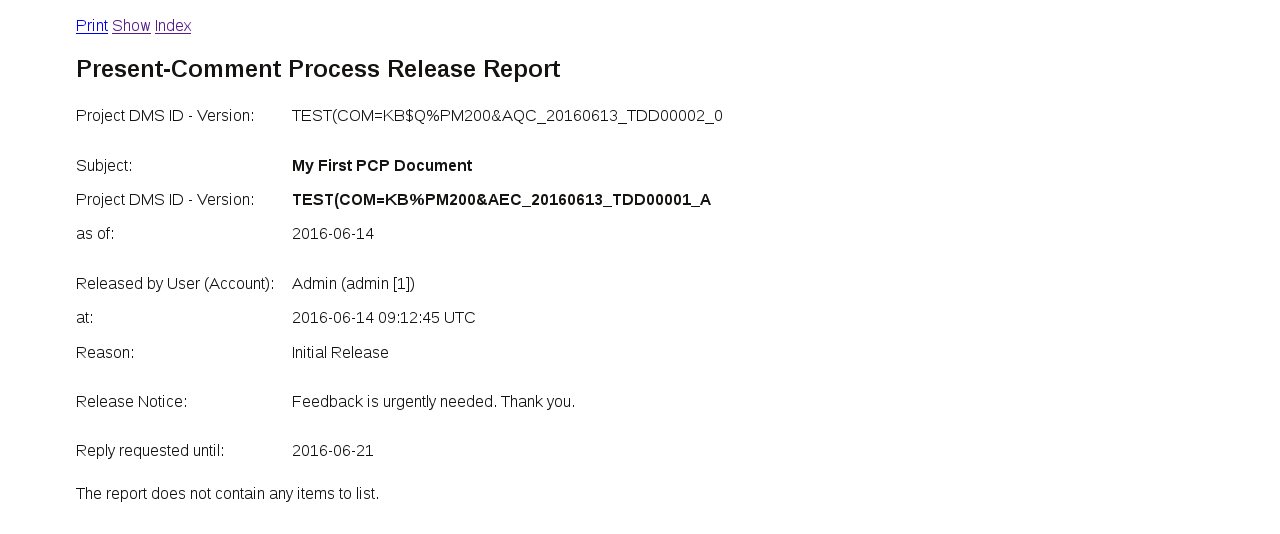 Print Show Index
Present-Comment Process Release Report
Project DMS ID - Version: TEST(COM=KB$Q%PM200&AQC_20160613_TDD00002_0
Subject: My First PCP Document
Project DMS ID - Version: TEST(COM=KB%PM200&AEC_20160613_TDD00001_A
as of: 2016-06-14
Released by User (Account): Admin (admin [1])
at: 2016-06-14 09:12:45 UTC
Reason: Initial Release
Release Notice: Feedback is urgently needed. Thank you.
Reply requested until: 2016-06-21
The report does not contain any items to list.